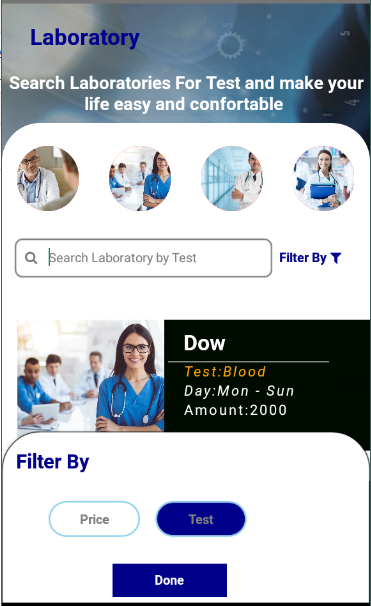 Laboratory
Search Laboratories For Test and make your
life easy and confortable
Search Laboratory by Test
Filter By
Dow
Test:Blood
Day:Mon - Sun
Amount:2000
Filter By
Price
Test
Done